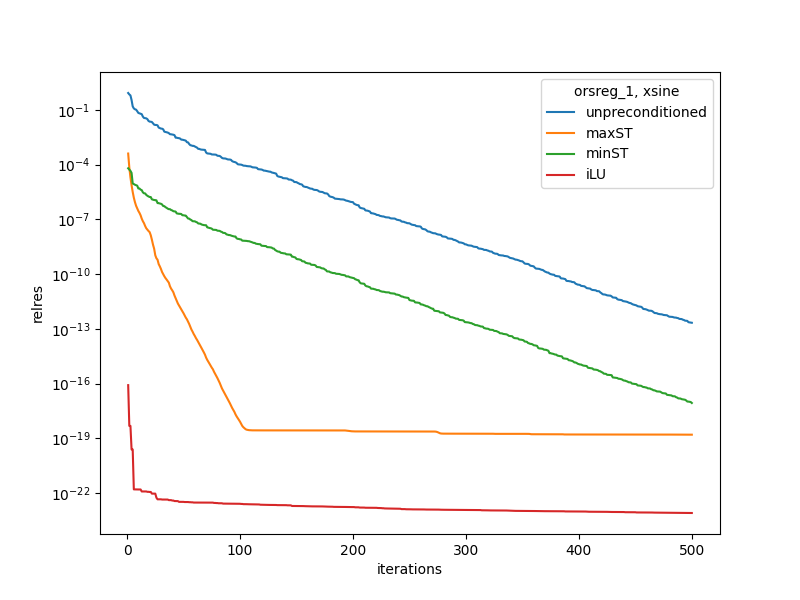 orsreg_1, xsine
unpreconditioned
maxST
minST
iLU
relres
10⁻¹
10⁻⁴
10⁻⁷
10⁻¹⁰
10⁻¹³
10⁻¹⁶
10⁻¹⁹
10⁻²²
0 100 200 300 400 500
iterations